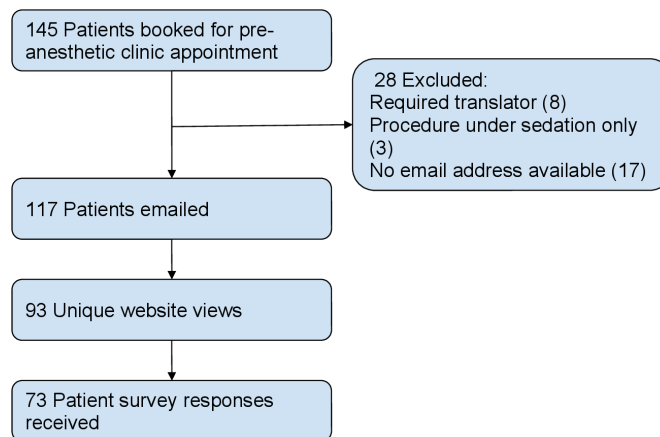 145 Patients booked for pre-
anesthetic clinic appointment
28 Excluded:
Required translator (8)
Procedure under sedation only
(3)
No email address available (17)
117 Patients emailed
93 Unique website views
73 Patient survey responses
received